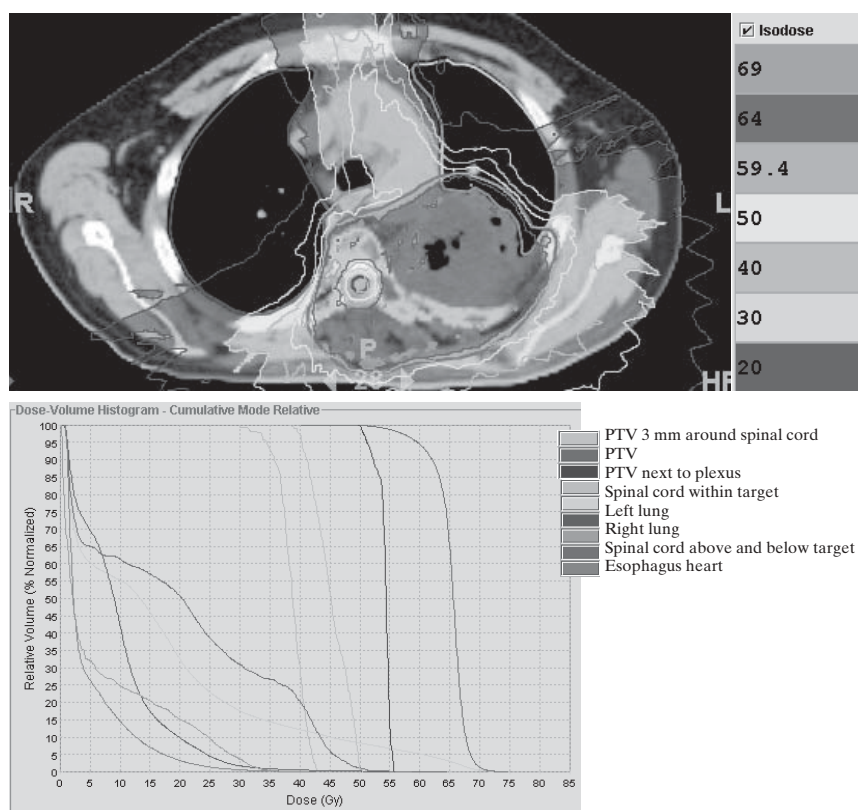 Isodose
69
64
59.4
50
40
30
20
R
L
P
28
HF
Dose-Volume Histogram - Cumulative Mode Relative
100
95
90
85
80
75
70
65
60
55
50
45
40
35
30
25
20
15
10
5
0
Relative Volume (% Normalized)
0 5 10 15 20 25 30 35 40 45 50 55 60 65 70 75 80 85
Dose (Gy)
PTV 3 mm around spinal cord
PTV
PTV next to plexus
Spinal cord within target
Left lung
Right lung
Spinal cord above and below target
Esophagus heart